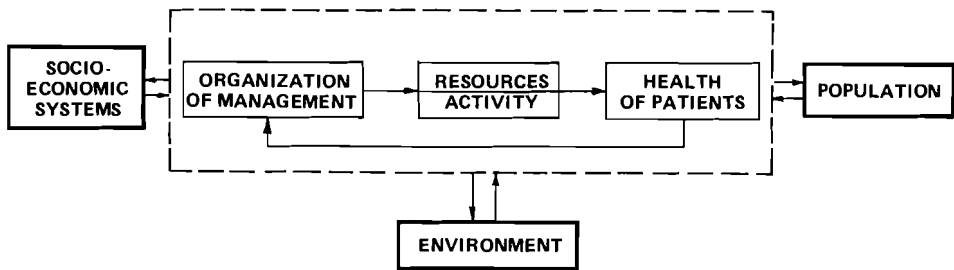 SOCIO-
ECONOMIC
SYSTEMS
ORGANIZATION
OF MANAGEMENT
RESOURCES
ACTIVITY
HEALTH
OF PATIENTS
POPULATION
ENVIRONMENT